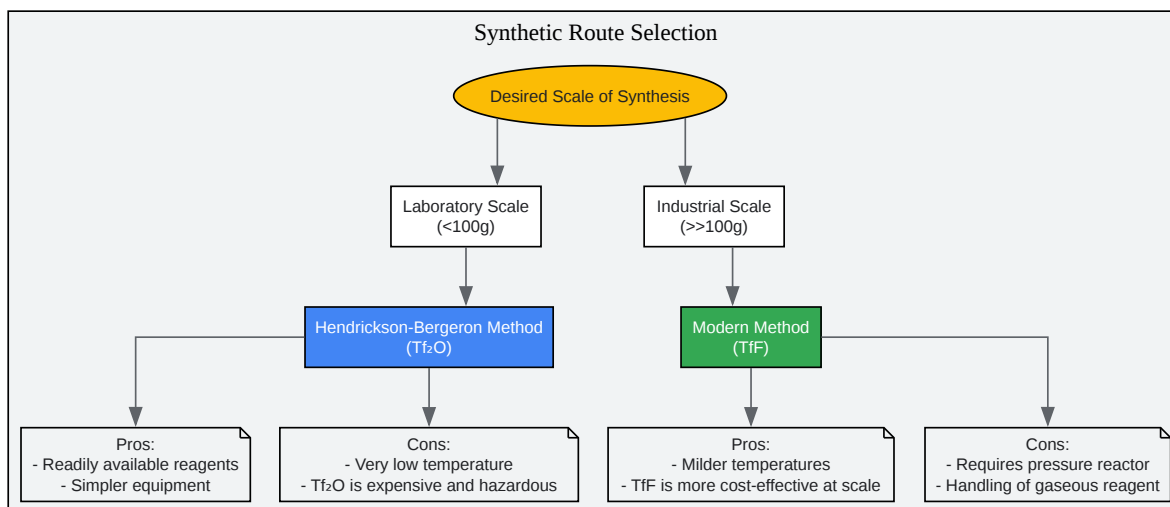 Synthetic Route Selection
Desired Scale of Synthesis
Laboratory Scale
(<100g)
Industrial Scale
(>>100g)
Hendrickson-Bergeron Method
(Tf₂O)
Modern Method
(TfF)
Pros:
- Readily available reagents
- Simpler equipment
Cons:
- Very low temperature
- Tf₂O is expensive and hazardous
Pros:
- Milder temperatures
- TfF is more cost-effective at scale
Cons:
- Requires pressure reactor
- Handling of gaseous reagent